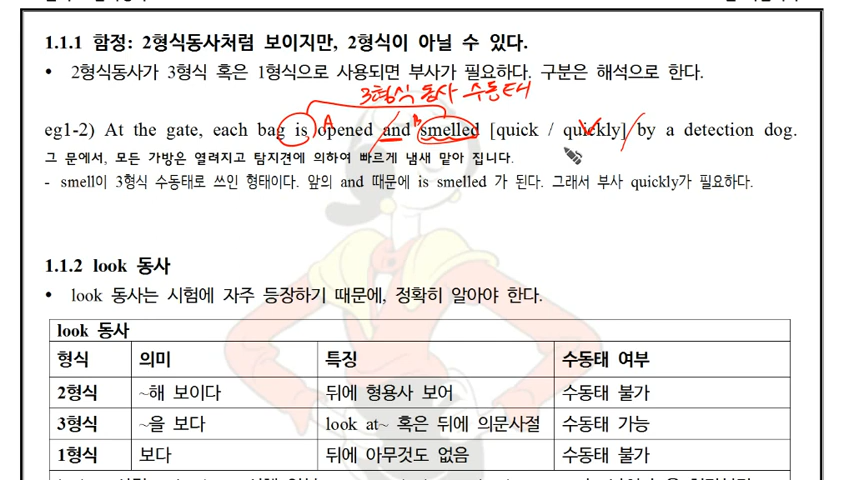 1.1.1 함정: 2형식동사처럼 보이지만, 2형식이 아닐 수 있다.
• 2형식동사가 3형식 혹은 1형식으로 사용되면 부사가 필요하다. 구분은 해석으로 한다.
3형식 동사 수동태
A B
eg1-2) At the gate, each bag is opened and smelled [quick / quickly] by a detection dog.
그 문에서, 모든 가방은 열려지고 탐지견에 의하여 빠르게 냄새 맡아 집니다.
- smell이 3형식 수동태로 쓰인 형태이다. 앞의 and 때문에 is smelled 가 된다. 그래서 부사 quickly가 필요하다.
1.1.2 look 동사
• look 동사는 시험에 자주 등장하기 때문에, 정확히 알아야 한다.
look 동사
형식 의미 특징 수동태 여부
2형식 ~해 보이다 뒤에 형용사 보어 수동태 불가
3형식 ~을 보다 look at~ 혹은 뒤에 의문사절 수동태 가능
1형식 보다 뒤에 아무것도 없음 수동태 불가